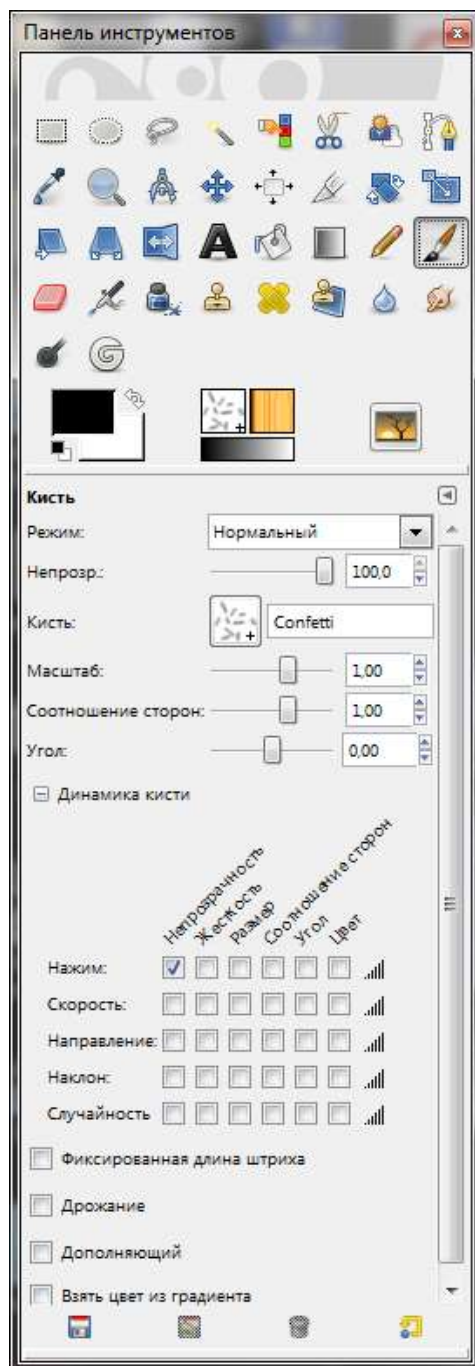 Панель инструментов
Кисть
Режим: Нормальный
Непрозр.: 100,0
Кисть: Confetti
Масштаб: 1,00
Соотношение сторон: 1,00
Угол: 0,00
Динамика кисти
Непрозрачность Жесткость Размер Соотношение сторон Угол Цвет
Нажим:
Скорость:
Направление:
Наклон:
Случайность
Фиксированная длина штриха
Дрожание
Дополняющий
Взять цвет из градиента